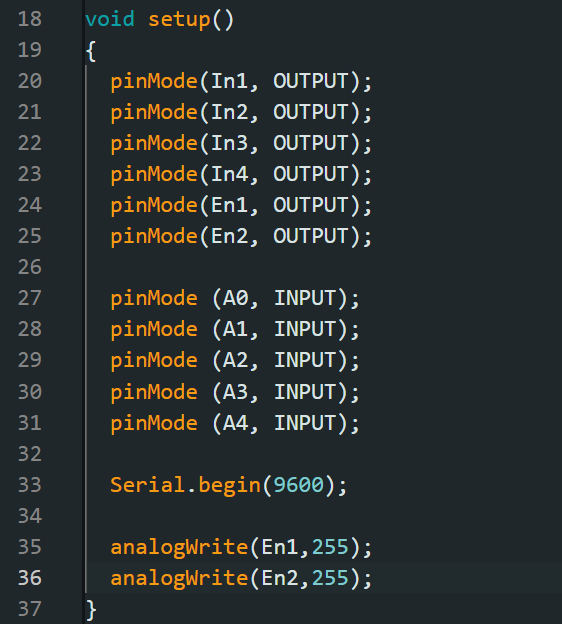 18 void setup()
19 {
20   pinMode(In1, OUTPUT);
21   pinMode(In2, OUTPUT);
22   pinMode(In3, OUTPUT);
23   pinMode(In4, OUTPUT);
24   pinMode(En1, OUTPUT);
25   pinMode(En2, OUTPUT);
26
27   pinMode (A0, INPUT);
28   pinMode (A1, INPUT);
29   pinMode (A2, INPUT);
30   pinMode (A3, INPUT);
31   pinMode (A4, INPUT);
32
33   Serial.begin(9600);
34
35   analogWrite(En1,255);
36   analogWrite(En2,255);
37 }